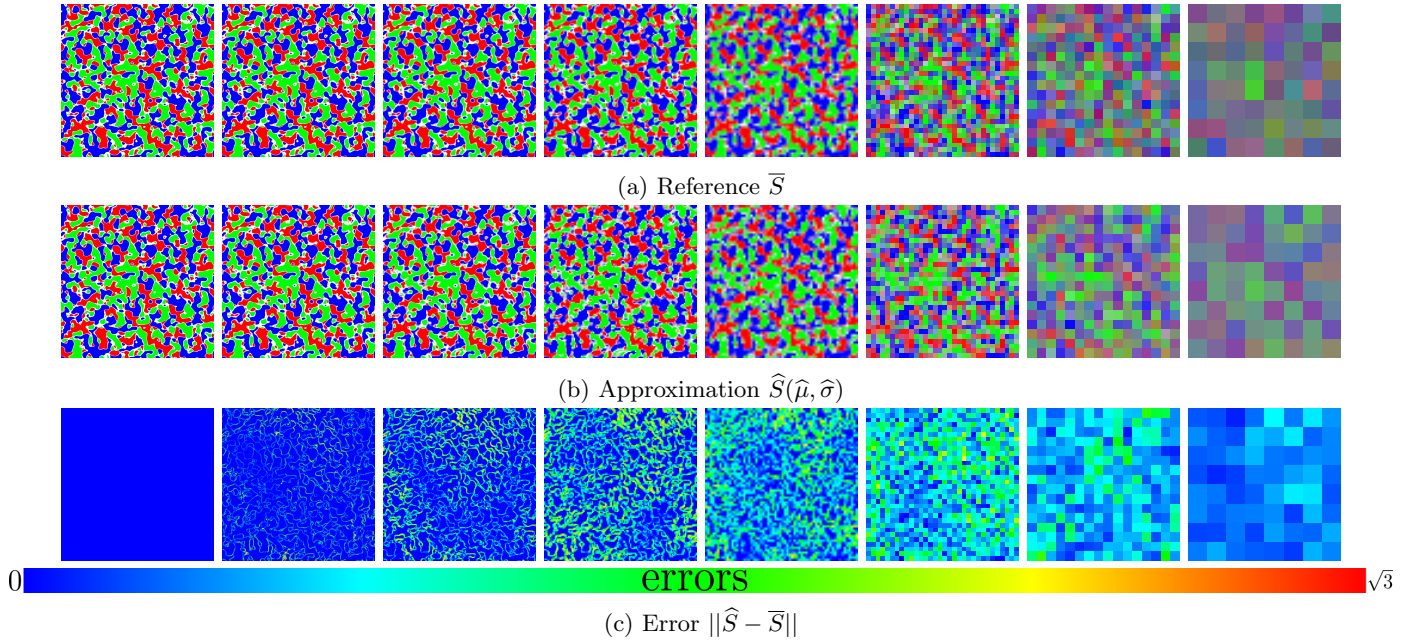 (a) Reference S̅
(b) Approximation Ŝ(μ̂, σ̂)
0 errors √3
(c) Error ||Ŝ − S̅||